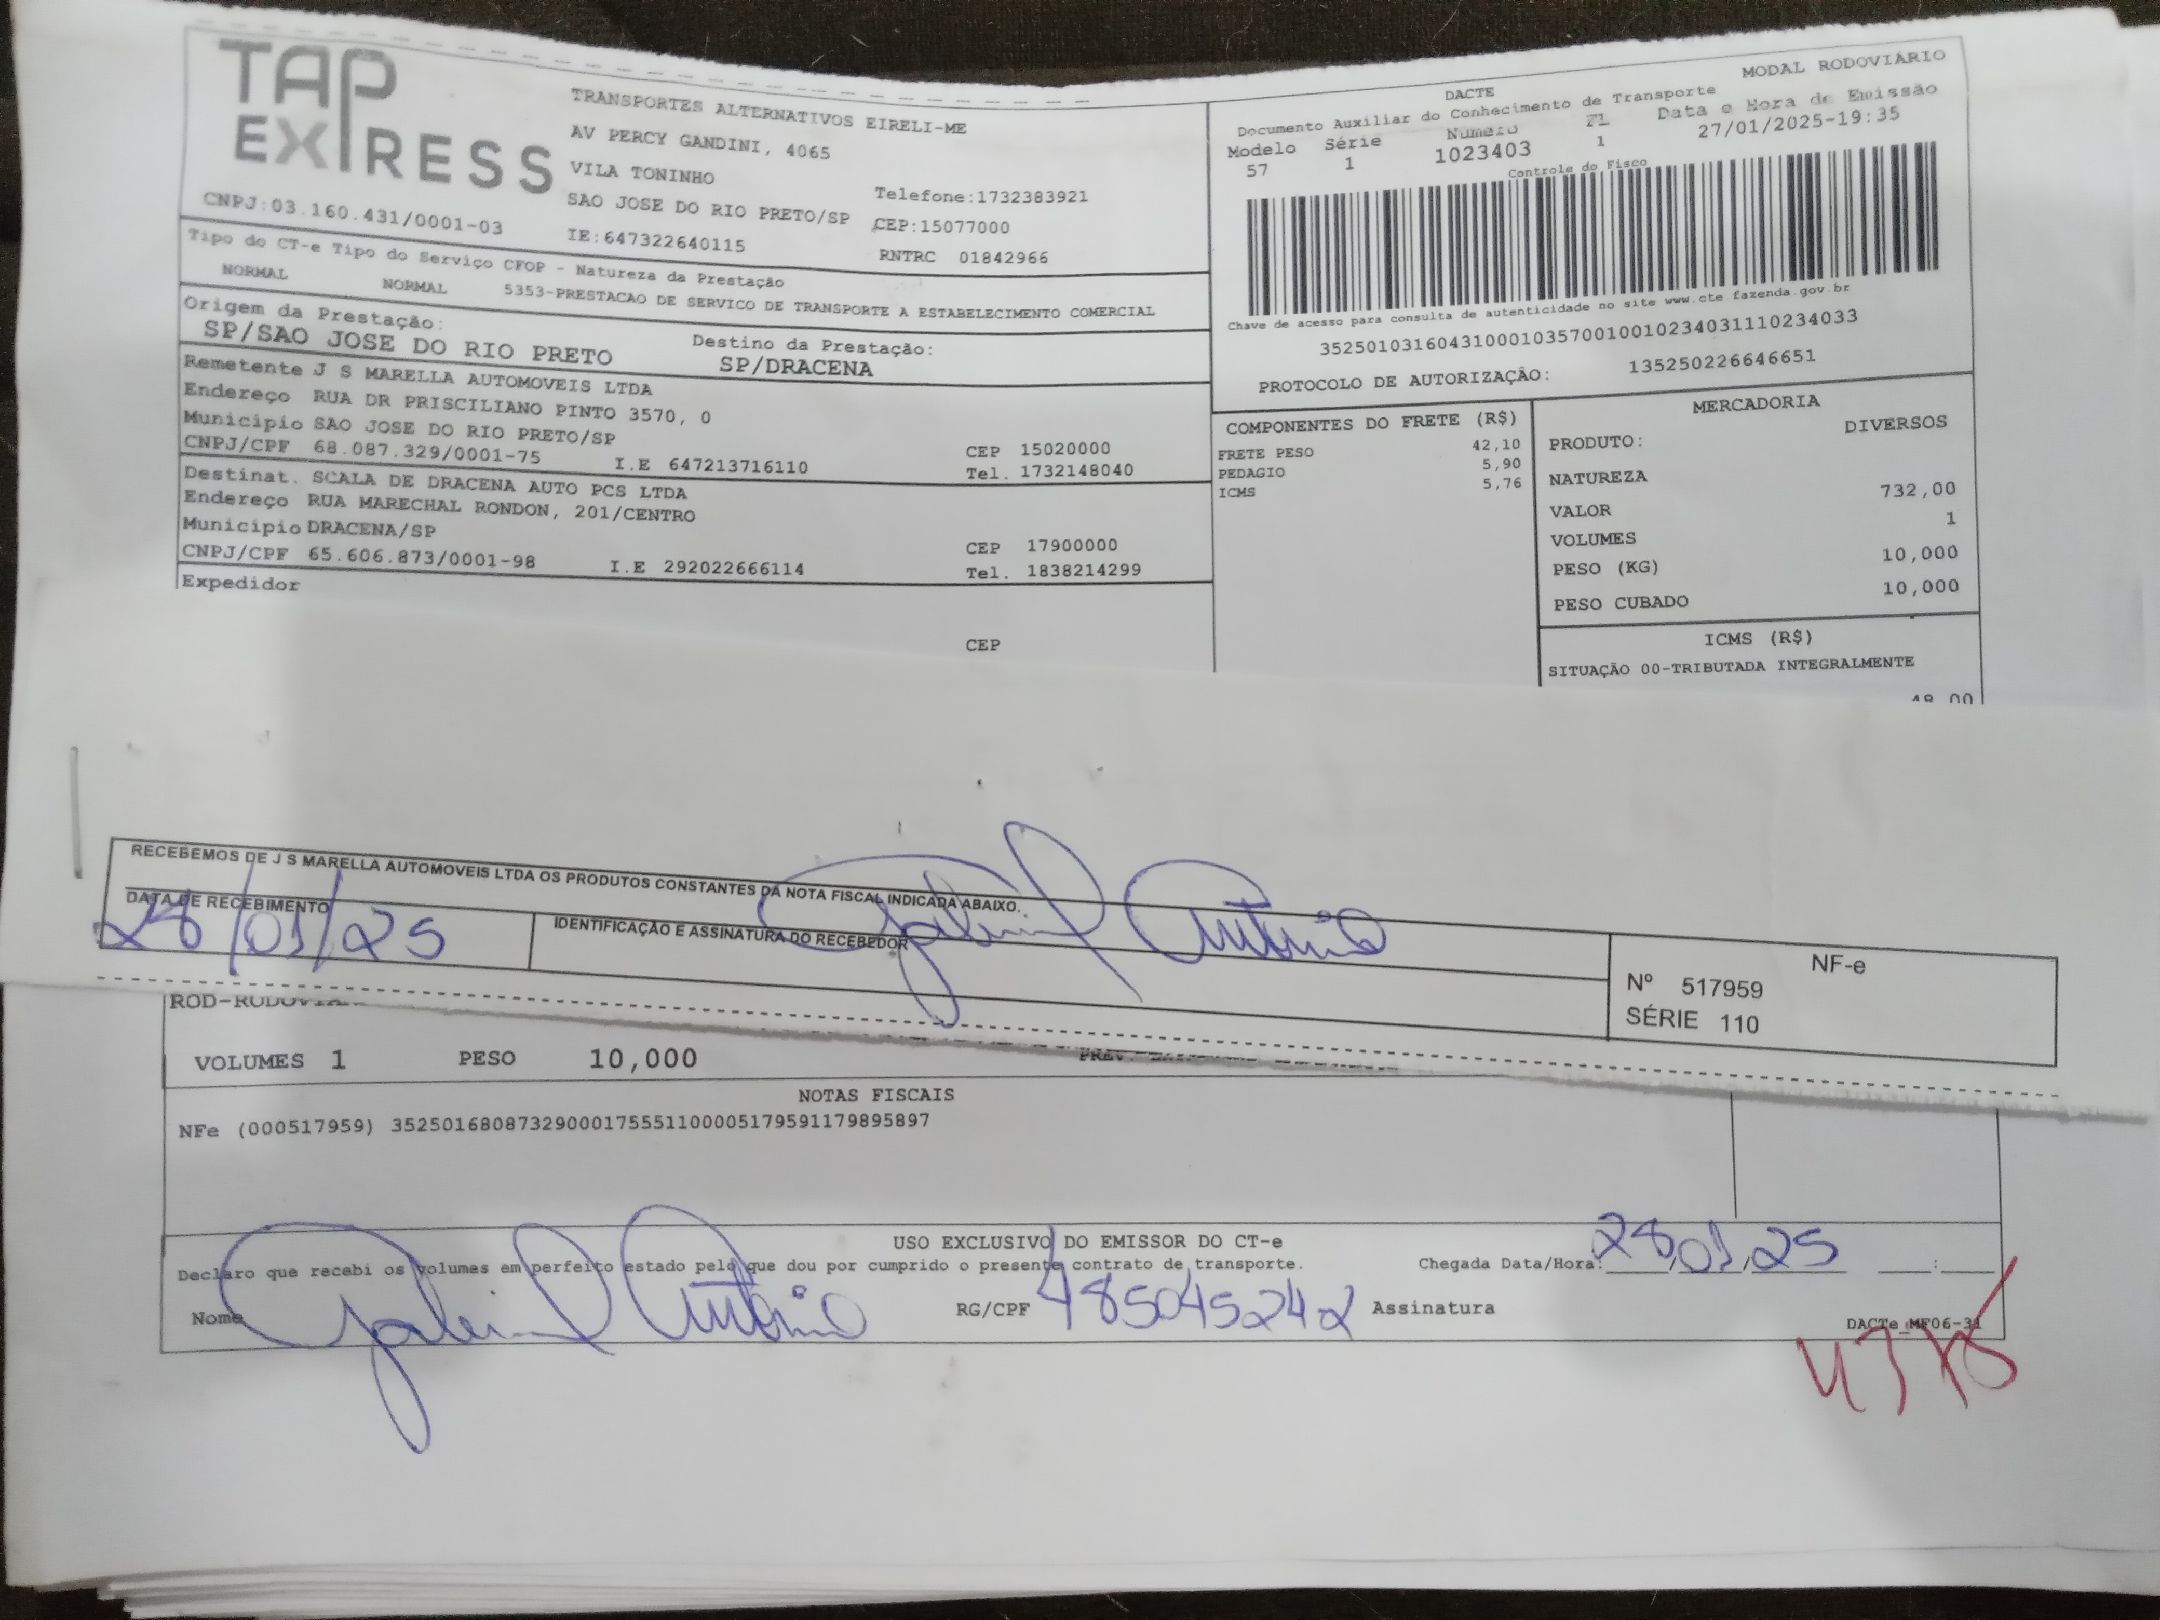 TAP EXPRESS
TRANSPORTES ALTERNATIVOS EIRELI-ME
AV PERCY GANDINI, 4065
VILA TONINHO
Telefone:1732383921
SAO JOSE DO RIO PRETO/SP CEP:15077000
CNPJ:03.160.431/0001-03 IE:647322640115 RNTRC 01842966
Tipo do CT-e Tipo do Serviço CFOP - Natureza da Prestação
NORMAL NORMAL 5353-PRESTACAO DE SERVICO DE TRANSPORTE A ESTABELECIMENTO COMERCIAL
Origem da Prestação: Destino da Prestação:
SP/SAO JOSE DO RIO PRETO SP/DRACENA
Remetente J S MARELLA AUTOMOVEIS LTDA
Endereço RUA DR PRISCILIANO PINTO 3570, 0
Município SAO JOSE DO RIO PRETO/SP CEP 15020000
CNPJ/CPF 68.087.329/0001-75 I.E 647213716110 Tel. 1732148040
Destinat. SCALA DE DRACENA AUTO PCS LTDA
Endereço RUA MARECHAL RONDON, 201/CENTRO
Município DRACENA/SP CEP 17900000
CNPJ/CPF 65.606.873/0001-98 I.E 292022666114 Tel. 1838214299
Expedidor
CEP
DACTE MODAL RODOVIÁRIO
Documento Auxiliar do Conhecimento de Transporte
Modelo Série Número Fl Data e Hora de Emissão
57 1 1023403 1 27/01/2025-19:35
Controle do Fisco
Chave de acesso para consulta de autenticidade no site www.cte.fazenda.gov.br
35250103160431000103570010010234031110234033
PROTOCOLO DE AUTORIZAÇÃO: 135250226646651
COMPONENTES DO FRETE (R$)
FRETE PESO 42,10
PEDAGIO 5,90
ICMS 5,76
MERCADORIA
PRODUTO: DIVERSOS
NATUREZA
VALOR 732,00
VOLUMES 1
PESO (KG) 10,000
PESO CUBADO 10,000
ICMS (R$)
SITUAÇÃO 00-TRIBUTADA INTEGRALMENTE
48,00
RECEBEMOS DE J S MARELLA AUTOMOVEIS LTDA OS PRODUTOS CONSTANTES DA NOTA FISCAL INDICADA ABAIXO.
DATA DE RECEBIMENTO IDENTIFICAÇÃO E ASSINATURA DO RECEBEDOR
28/01/25 Gabriel Antônio
NF-e
Nº 517959
SÉRIE 110
VOLUMES 1 PESO 10,000
NOTAS FISCAIS
NFe (000517959) 35250168087329000175551100005179591179895897
USO EXCLUSIVO DO EMISSOR DO CT-e
Declaro que recebi os volumes em perfeito estado pelo que dou por cumprido o presente contrato de transporte. Chegada Data/Hora: 28/01/25 __:__
Nome Gabriel Antônio RG/CPF 485045242 Assinatura
DACTe_MF06-31